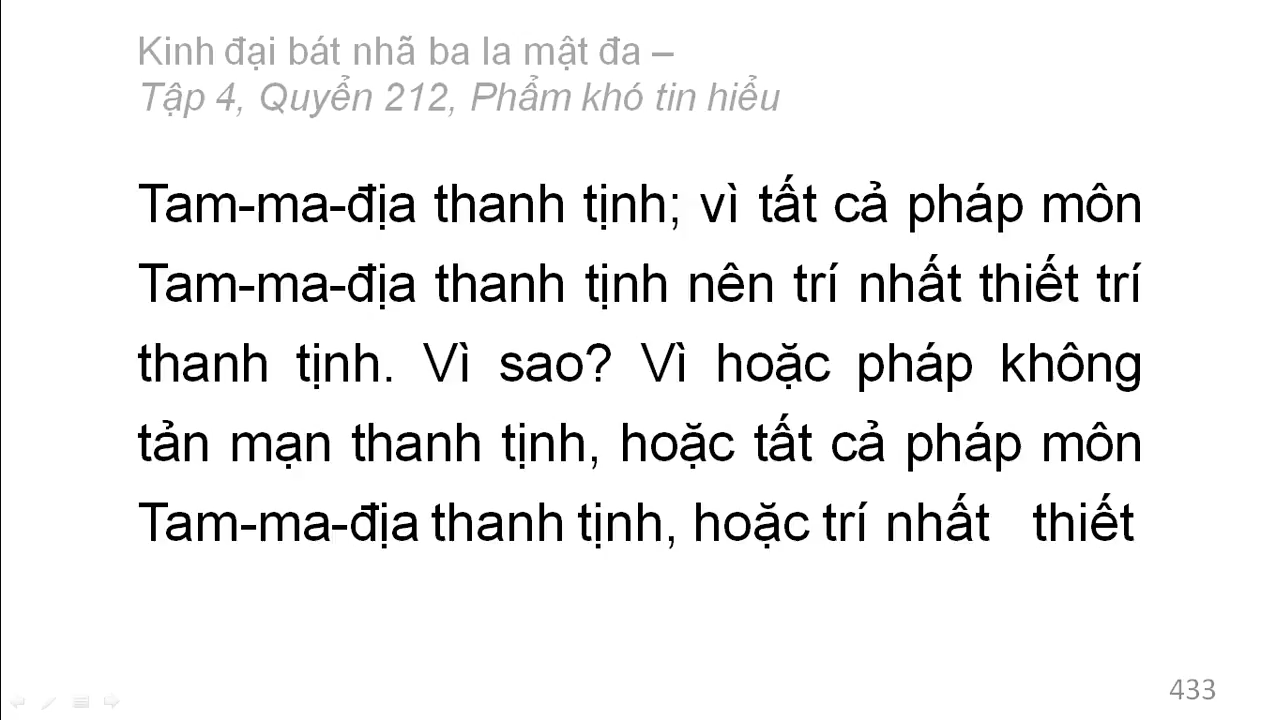 Kinh đại bát nhã ba la mật đa –
Tập 4, Quyển 212, Phẩm khó tin hiểu
Tam-ma-địa thanh tịnh; vì tất cả pháp môn
Tam-ma-địa thanh tịnh nên trí nhất thiết trí
thanh tịnh. Vì sao? Vì hoặc pháp không
tản mạn thanh tịnh, hoặc tất cả pháp môn
Tam-ma-địa thanh tịnh, hoặc trí nhất thiết
433